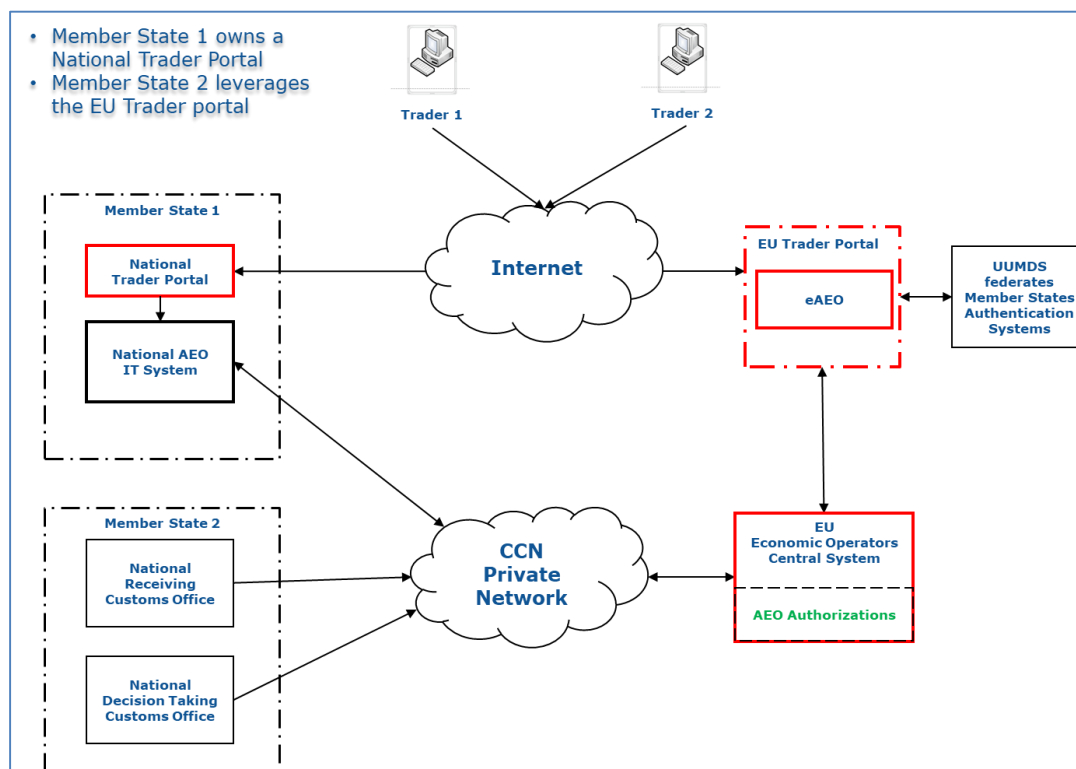 • Member State 1 owns a
National Trader Portal
• Member State 2 leverages
the EU Trader portal
Trader 1
Trader 2
Member State 1
National
Trader Portal
National AEO
IT System
Internet
EU Trader Portal
eAEO
UUMDS
federates
Member States
Authentication
Systems
Member State 2
National
Receiving
Customs Office
National
Decision Taking
Customs Office
CCN
Private
Network
EU
Economic Operators
Central System
AEO Authorizations